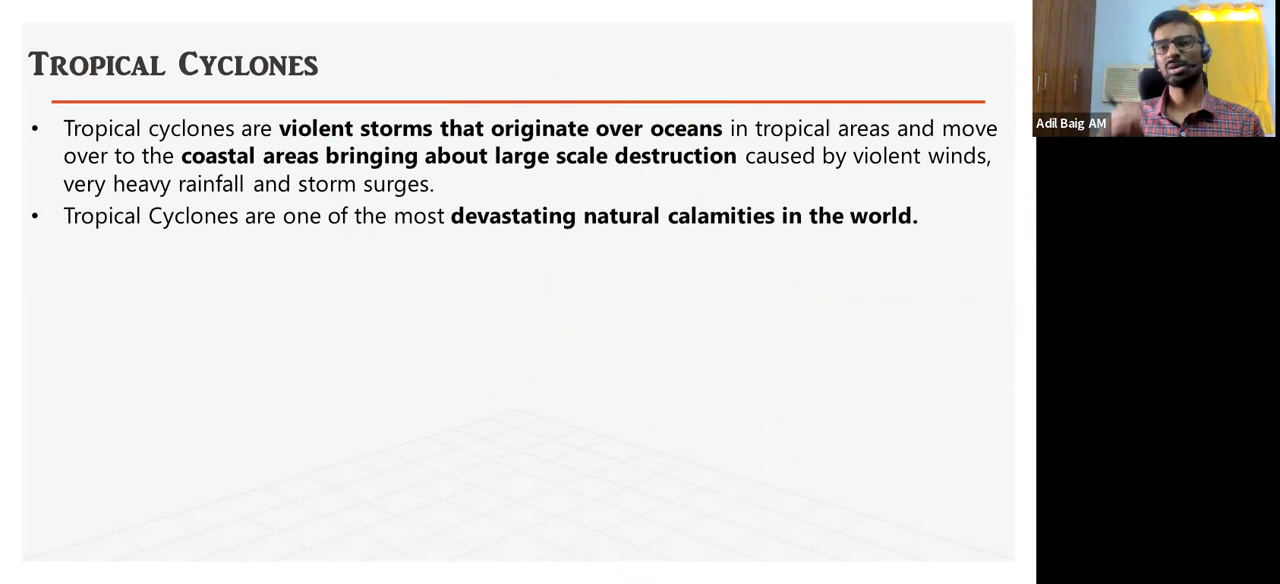 Tropical Cyclones
• Tropical cyclones are violent storms that originate over oceans in tropical areas and move
over to the coastal areas bringing about large scale destruction caused by violent winds,
very heavy rainfall and storm surges.
• Tropical Cyclones are one of the most devastating natural calamities in the world.
Adil Baig AM